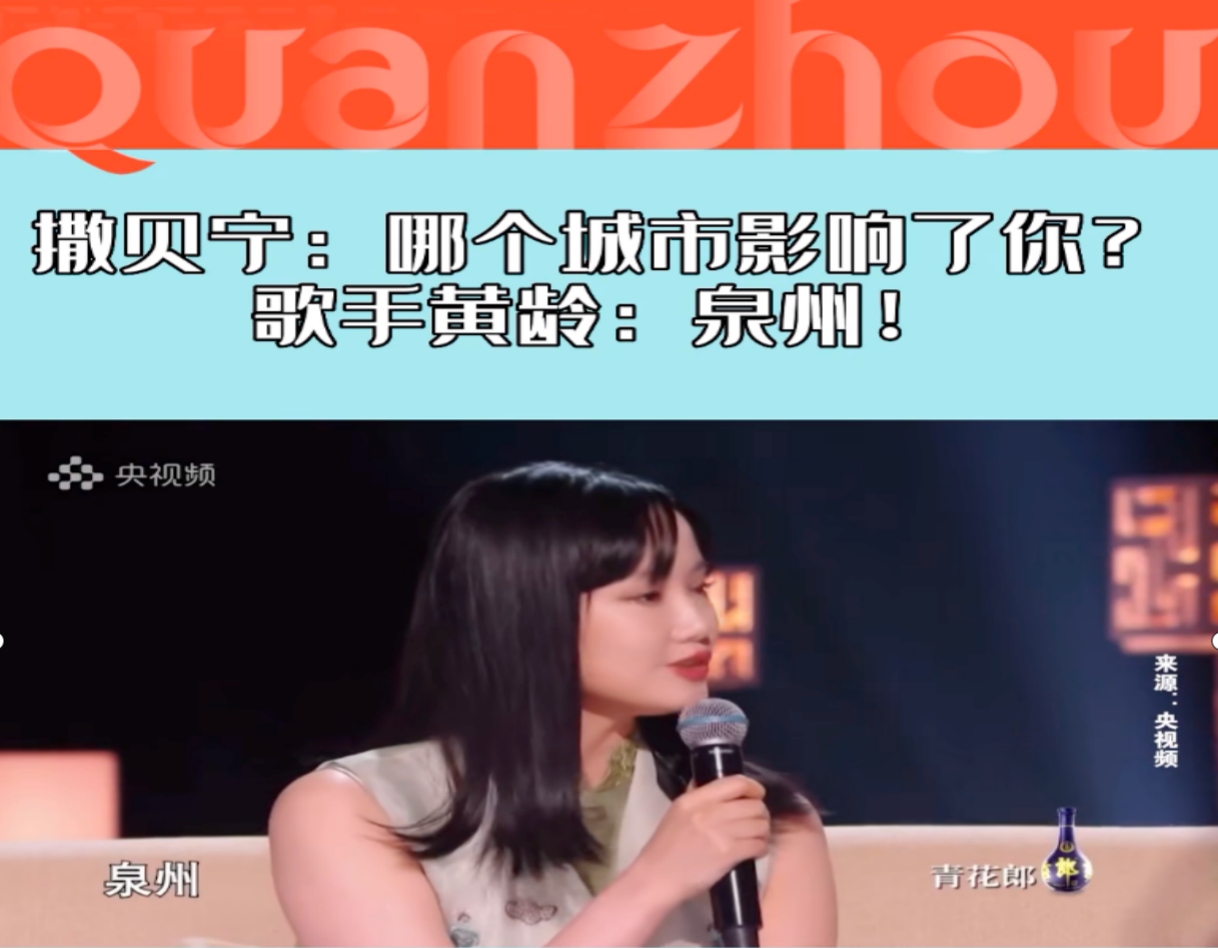 Quanzhou
撒贝宁：哪个城市影响了你？
歌手黄龄：泉州！
央视频
来源：央视频
泉州
青花郎
郎